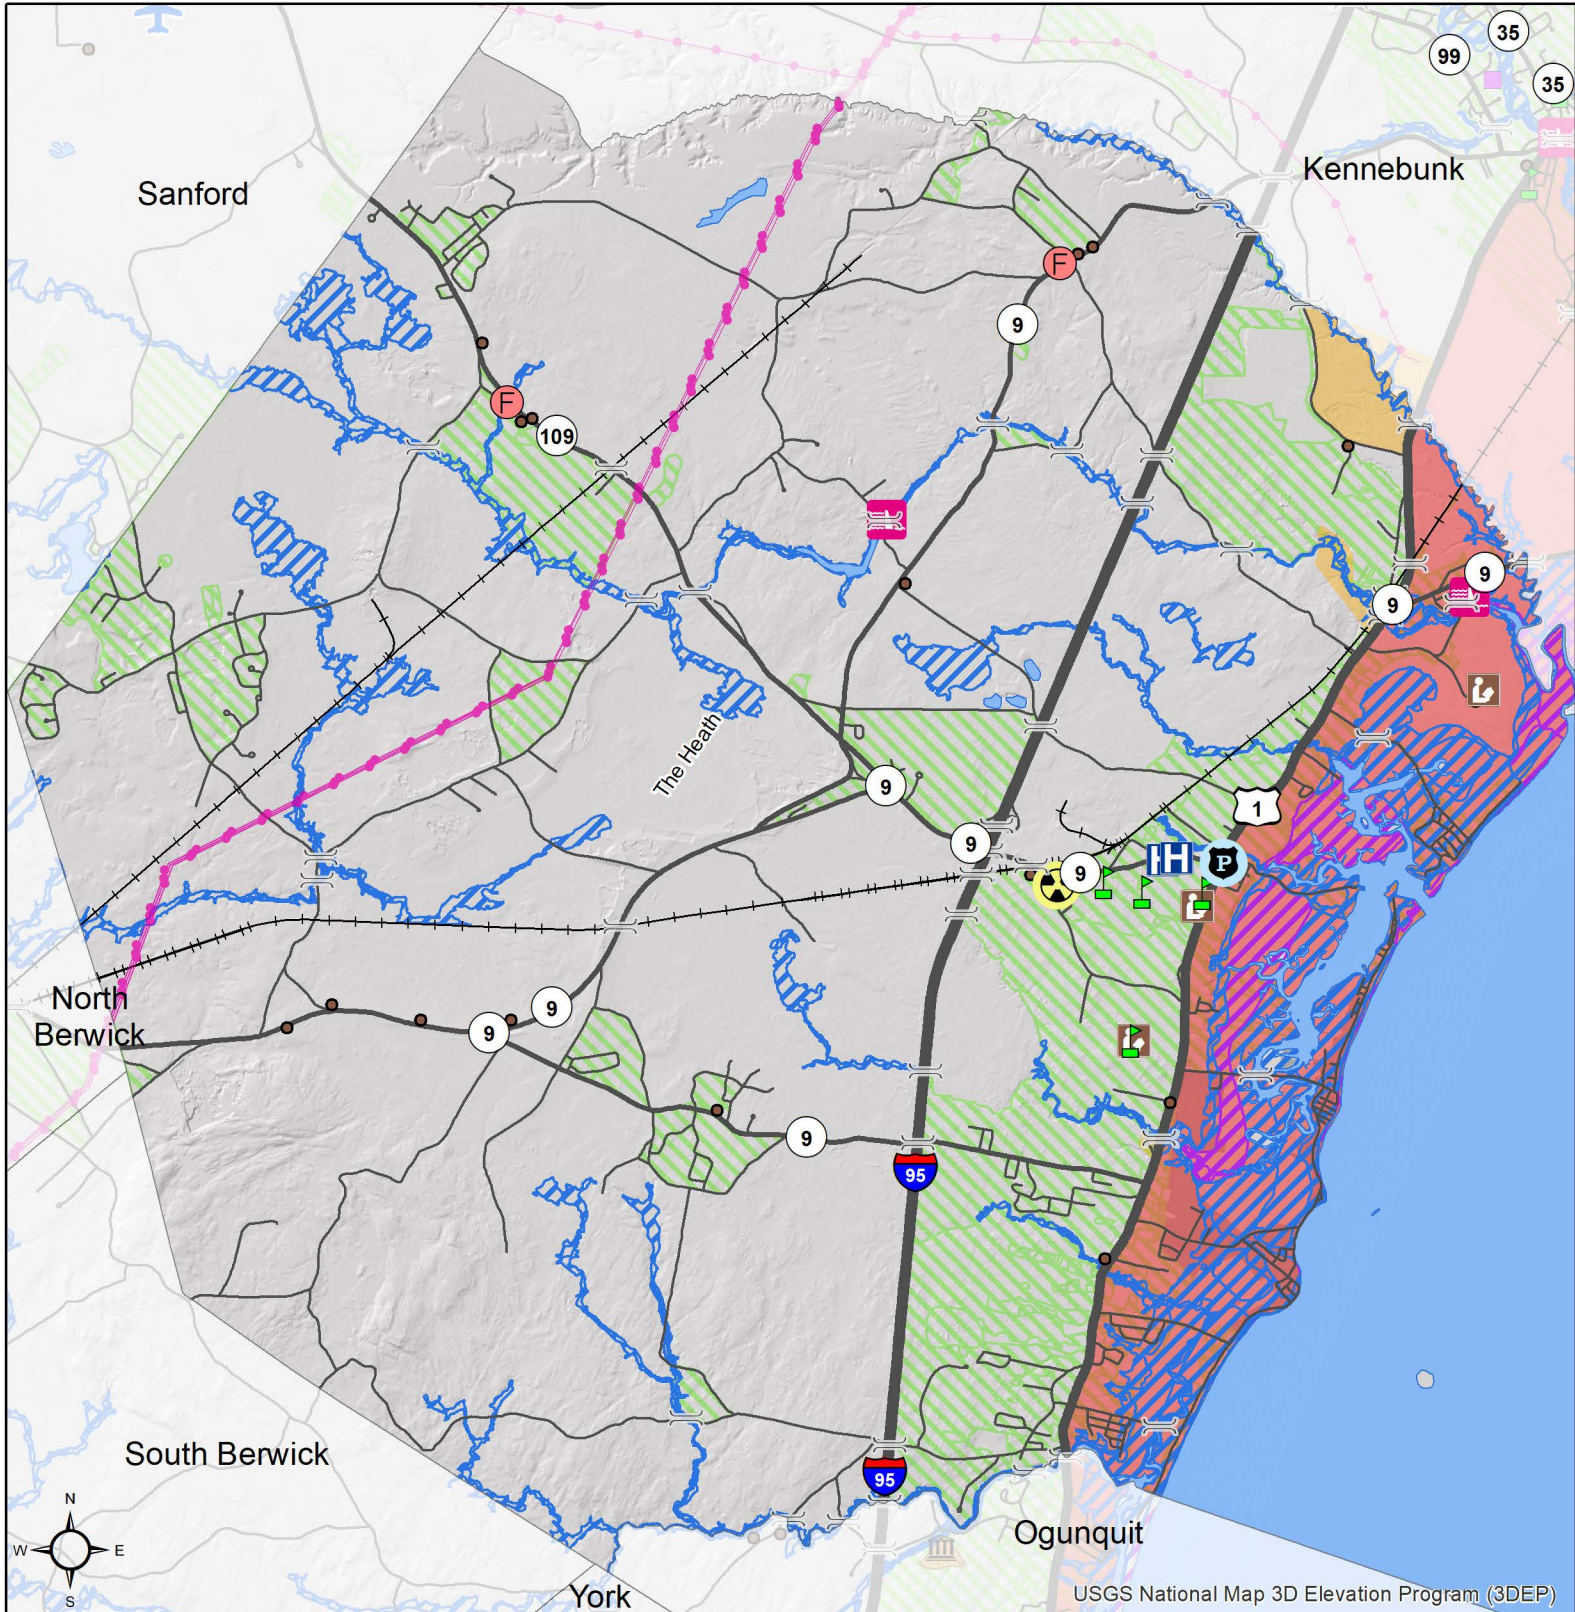 35
99
35
Kennebunk
Sanford
F
9
F
109
9
9
The Heath
9
1
9
H
H
P
9
North
Berwick
9
9
9
95
South Berwick
95
N
W
E
S
Ogunquit
York
USGS National Map 3D Elevation Program (3DEP)